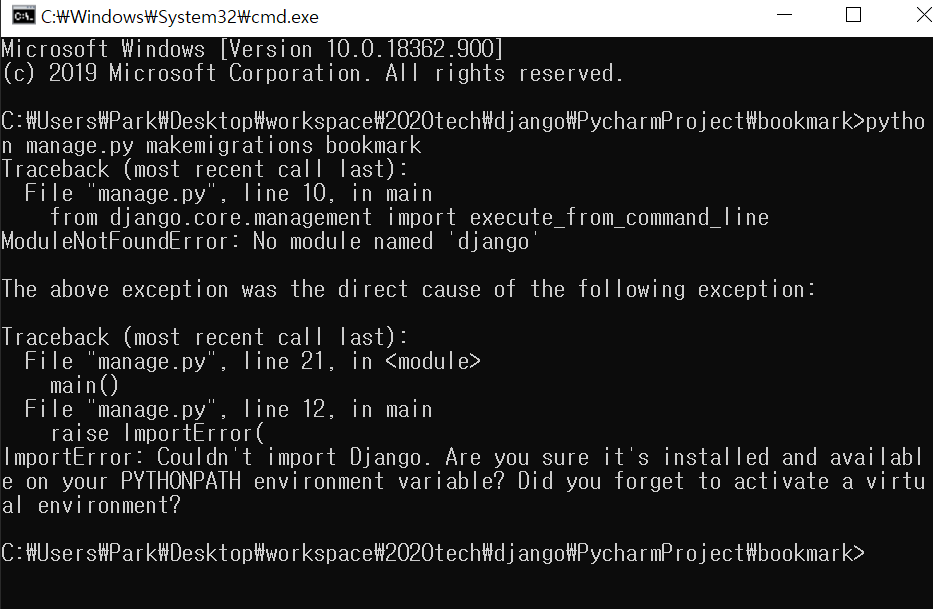 C:₩Windows₩System32₩cmd.exe
Microsoft Windows [Version 10.0.18362.900]
(c) 2019 Microsoft Corporation. All rights reserved.
C:₩Users₩Park₩Desktop₩workspace₩2020tech₩django₩PycharmProject₩bookmark>pytho
n manage.py makemigrations bookmark
Traceback (most recent call last):
  File "manage.py", line 10, in main
    from django.core.management import execute_from_command_line
ModuleNotFoundError: No module named 'django'
The above exception was the direct cause of the following exception:
Traceback (most recent call last):
  File "manage.py", line 21, in <module>
    main()
  File "manage.py", line 12, in main
    raise ImportError(
ImportError: Couldn't import Django. Are you sure it's installed and availabl
e on your PYTHONPATH environment variable? Did you forget to activate a virtu
al environment?
C:₩Users₩Park₩Desktop₩workspace₩2020tech₩django₩PycharmProject₩bookmark>